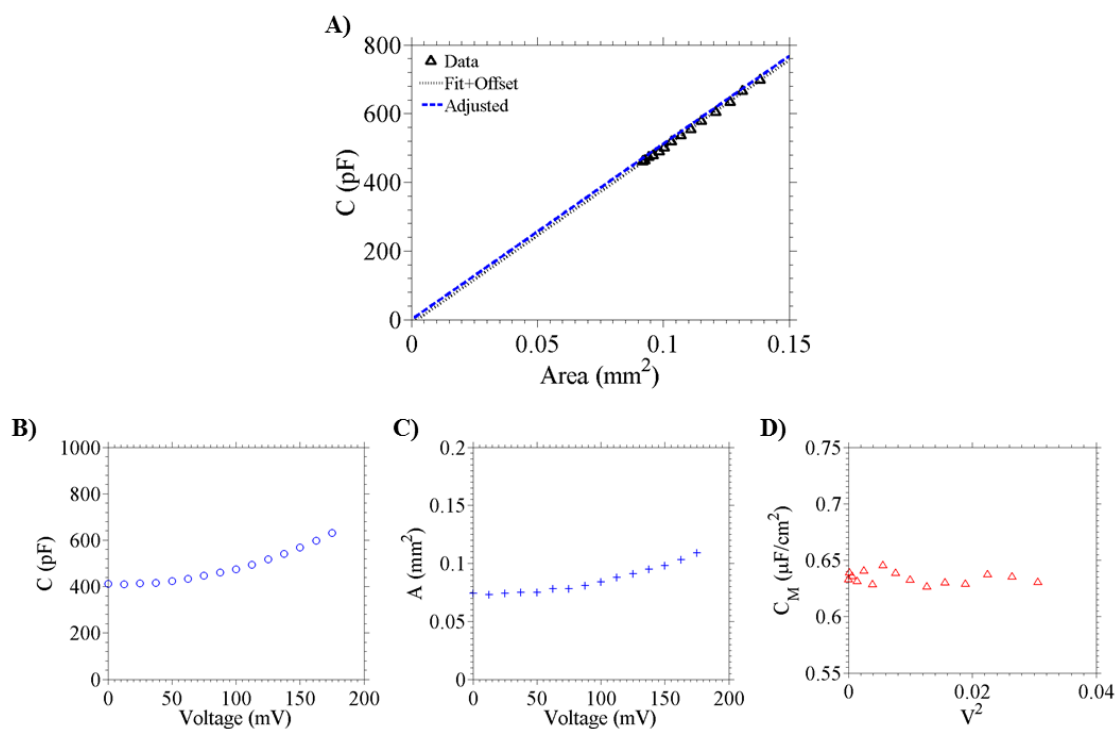 A)
800
600
400
200
0
C (pF)
Data
Fit+Offset
Adjusted
0 0.05 0.1 0.15
Area (mm²)
B)
1000
800
600
400
200
0
C (pF)
0 50 100 150 200
Voltage (mV)
C)
0.2
0.15
0.1
0.05
0
A (mm²)
0 50 100 150 200
Voltage (mV)
D)
0.75
0.7
0.65
0.6
0.55
C_M (µF/cm²)
0 0.02 0.04
V²